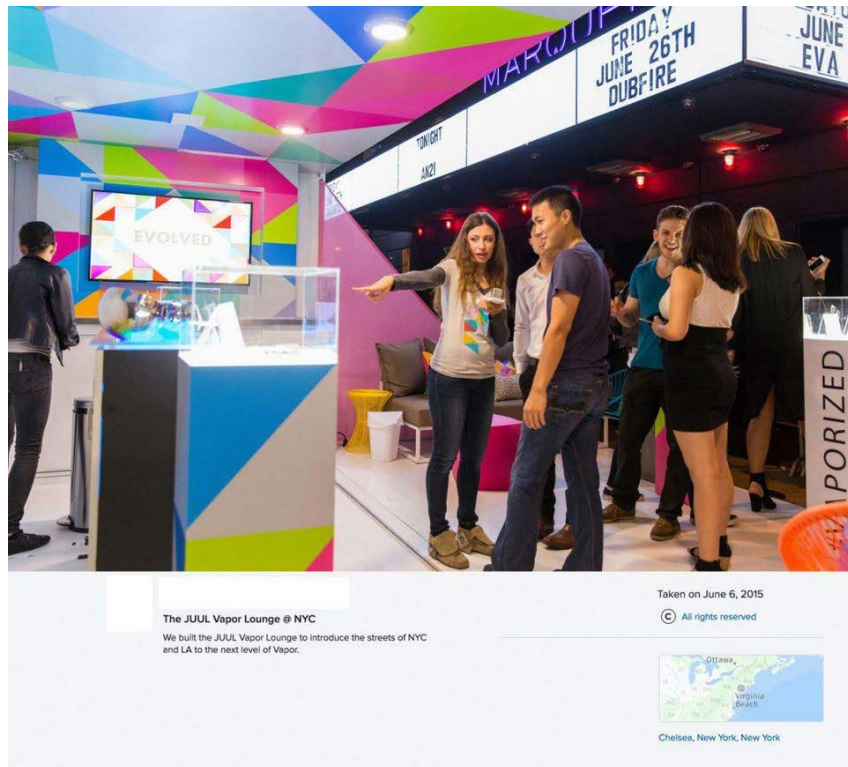 FRIDAY
JUNE 26TH
DUBFIRE
JUNE
EVA
TONIGHT
AN21
EVOLVED
#VAPORIZED
The JUUL Vapor Lounge @ NYC
We built the JUUL Vapor Lounge to introduce the streets of NYC
and LA to the next level of Vapor.
Taken on June 6, 2015
© All rights reserved
Ottawa
Virginia
Beach
Chelsea, New York, New York